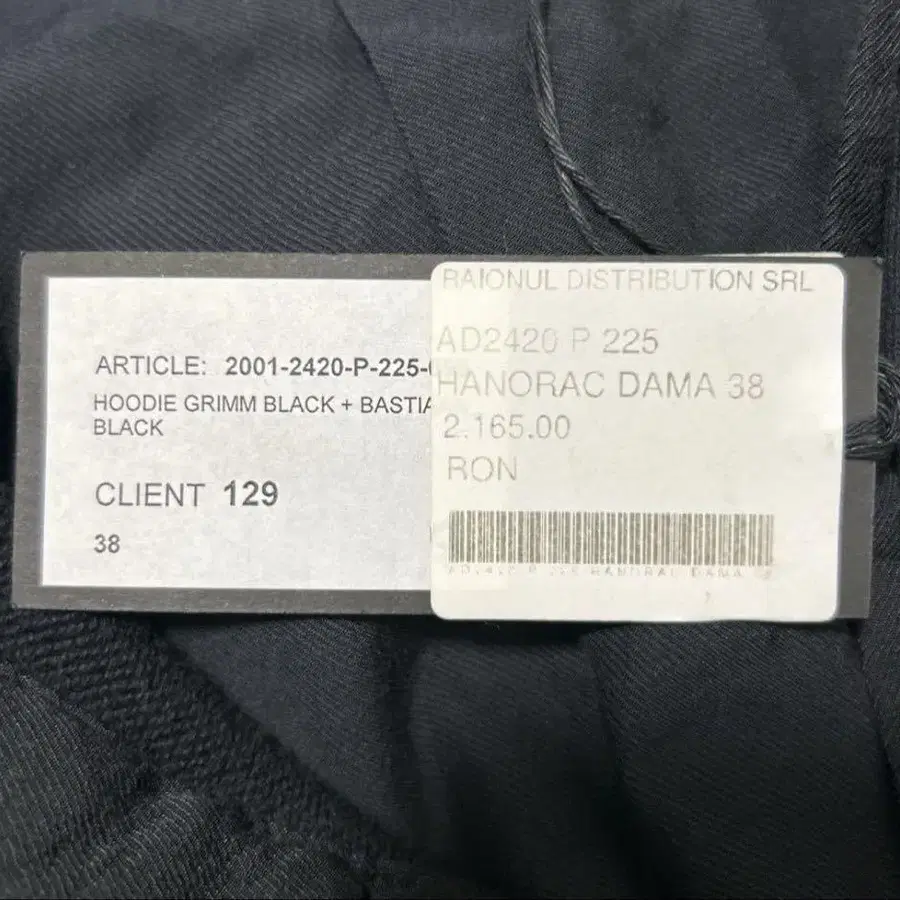 ARTICLE: 2001-2420-P-225-
HOODIE GRIMM BLACK + BASTIA
BLACK
CLIENT 129
38
RAIONUL DISTRIBUTION SRL
AD2420 P 225
HANORAC DAMA 38
2.165.00
RON